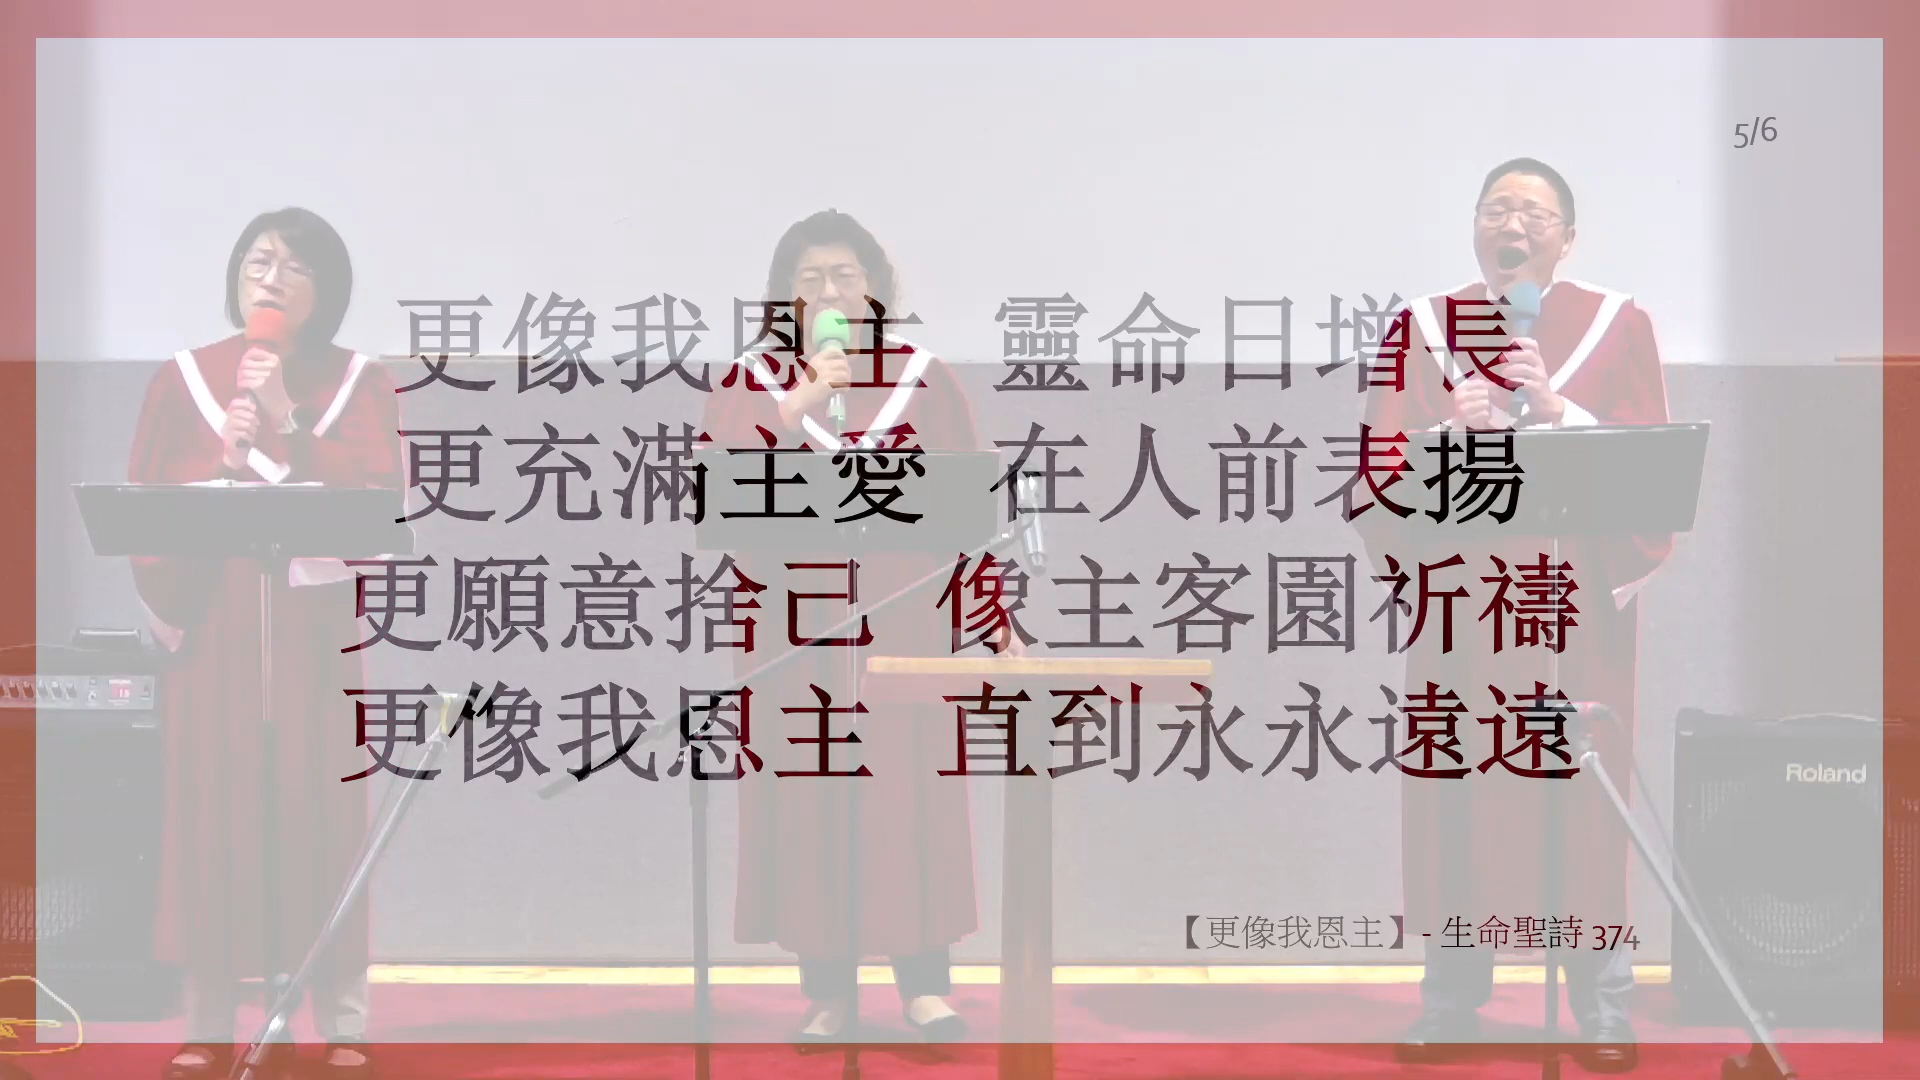 5/6
更像我恩主 靈命日增長
更充滿主愛 在人前表揚
更願意捨己 像主客園祈禱
更像我恩主 直到永永遠遠
Roland
【更像我恩主】- 生命聖詩 374